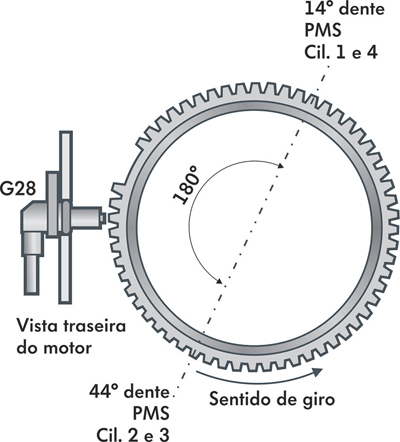 14º dente
PMS
Cil. 1 e 4
180º
G28
Vista traseira
do motor
44º dente
PMS
Cil. 2 e 3
Sentido de giro